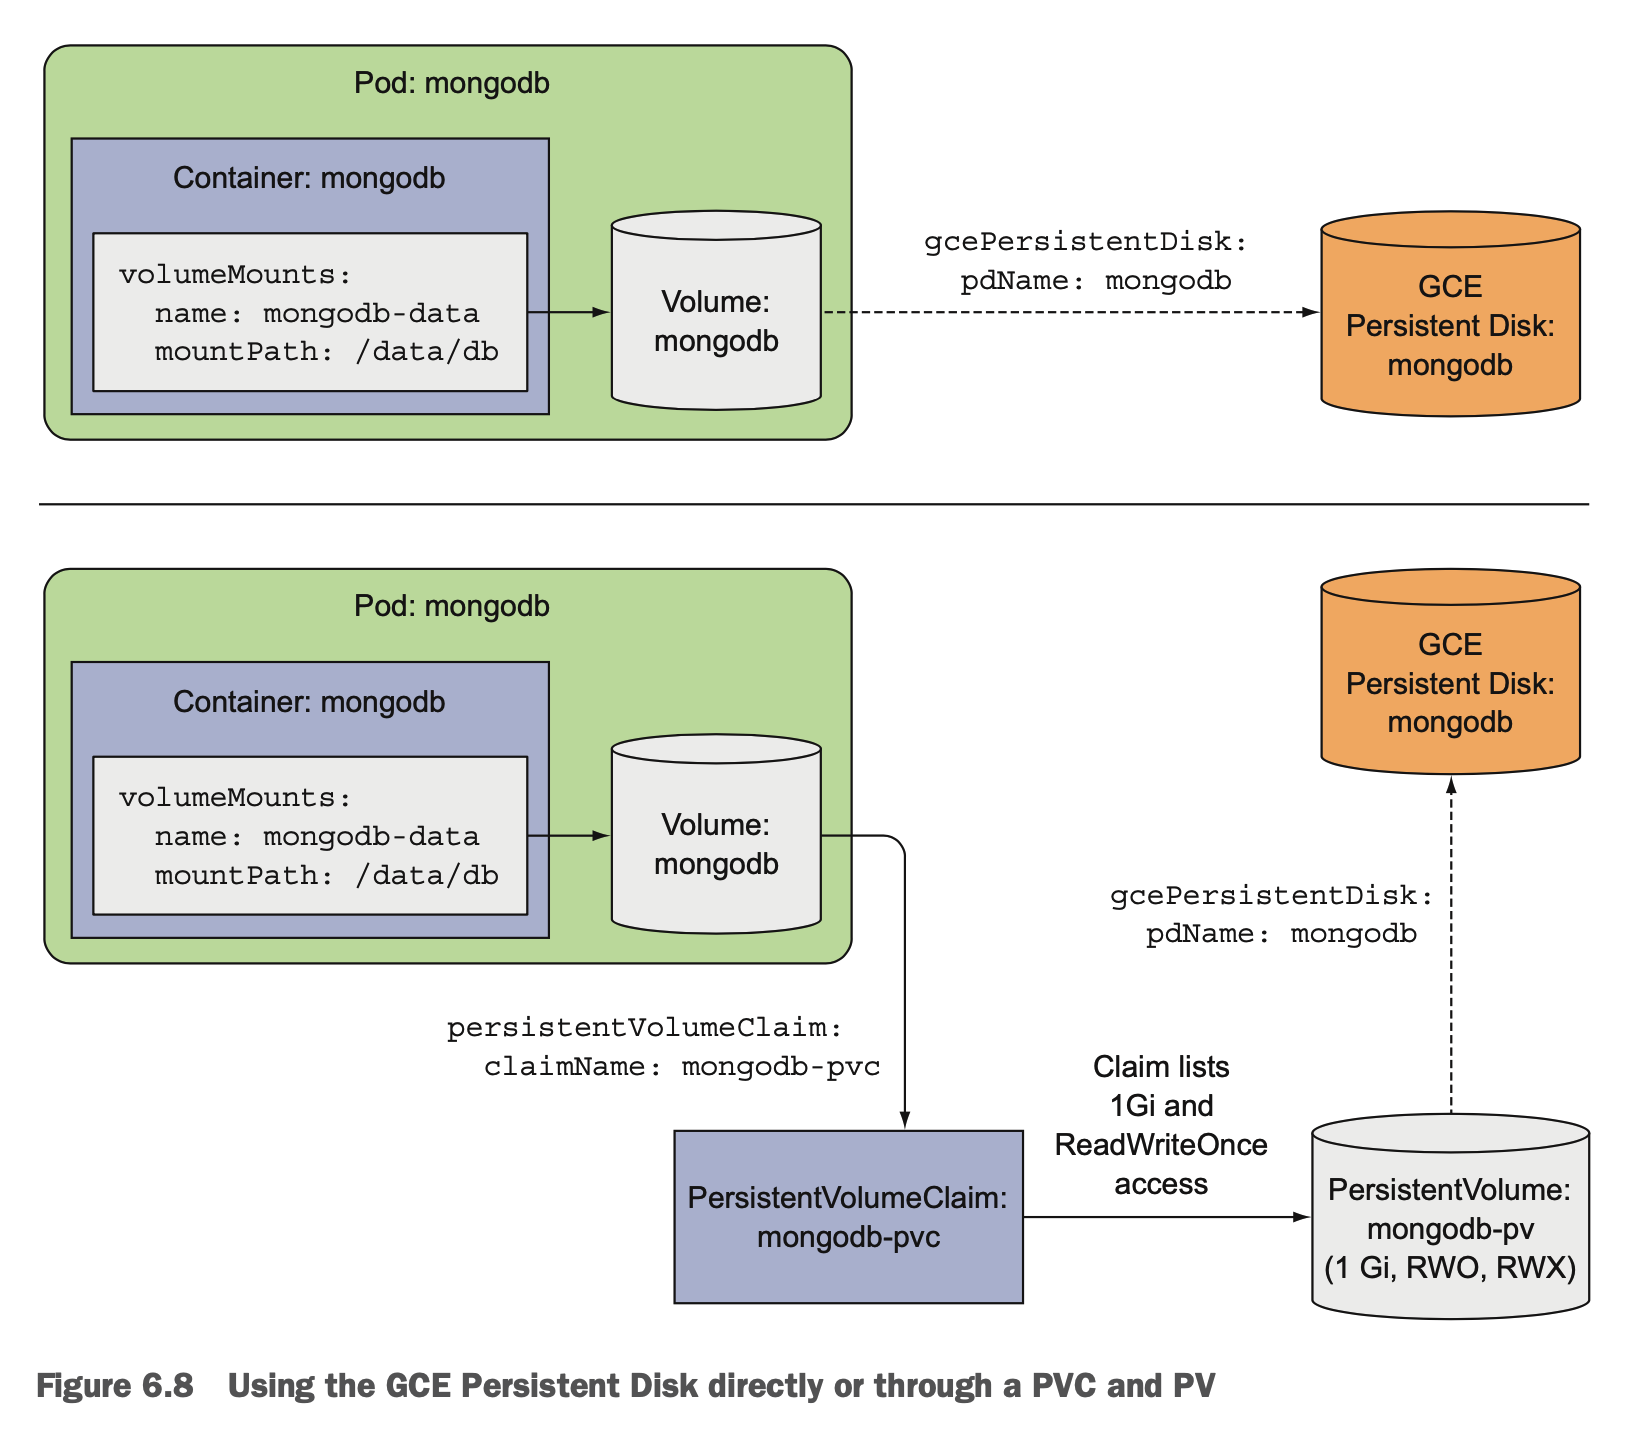 Pod: mongodb
Container: mongodb
volumeMounts:
name: mongodb-data
mountPath: /data/db
Volume:
mongodb
gcePersistentDisk:
pdName: mongodb
GCE
Persistent Disk:
mongodb
Pod: mongodb
Container: mongodb
volumeMounts:
name: mongodb-data
mountPath: /data/db
Volume:
mongodb
persistentVolumeClaim:
claimName: mongodb-pvc
PersistentVolumeClaim:
mongodb-pvc
Claim lists
1Gi and
ReadWriteOnce
access
PersistentVolume:
mongodb-pv
(1 Gi, RWO, RWX)
gcePersistentDisk:
pdName: mongodb
GCE
Persistent Disk:
mongodb
Figure 6.8 Using the GCE Persistent Disk directly or through a PVC and PV